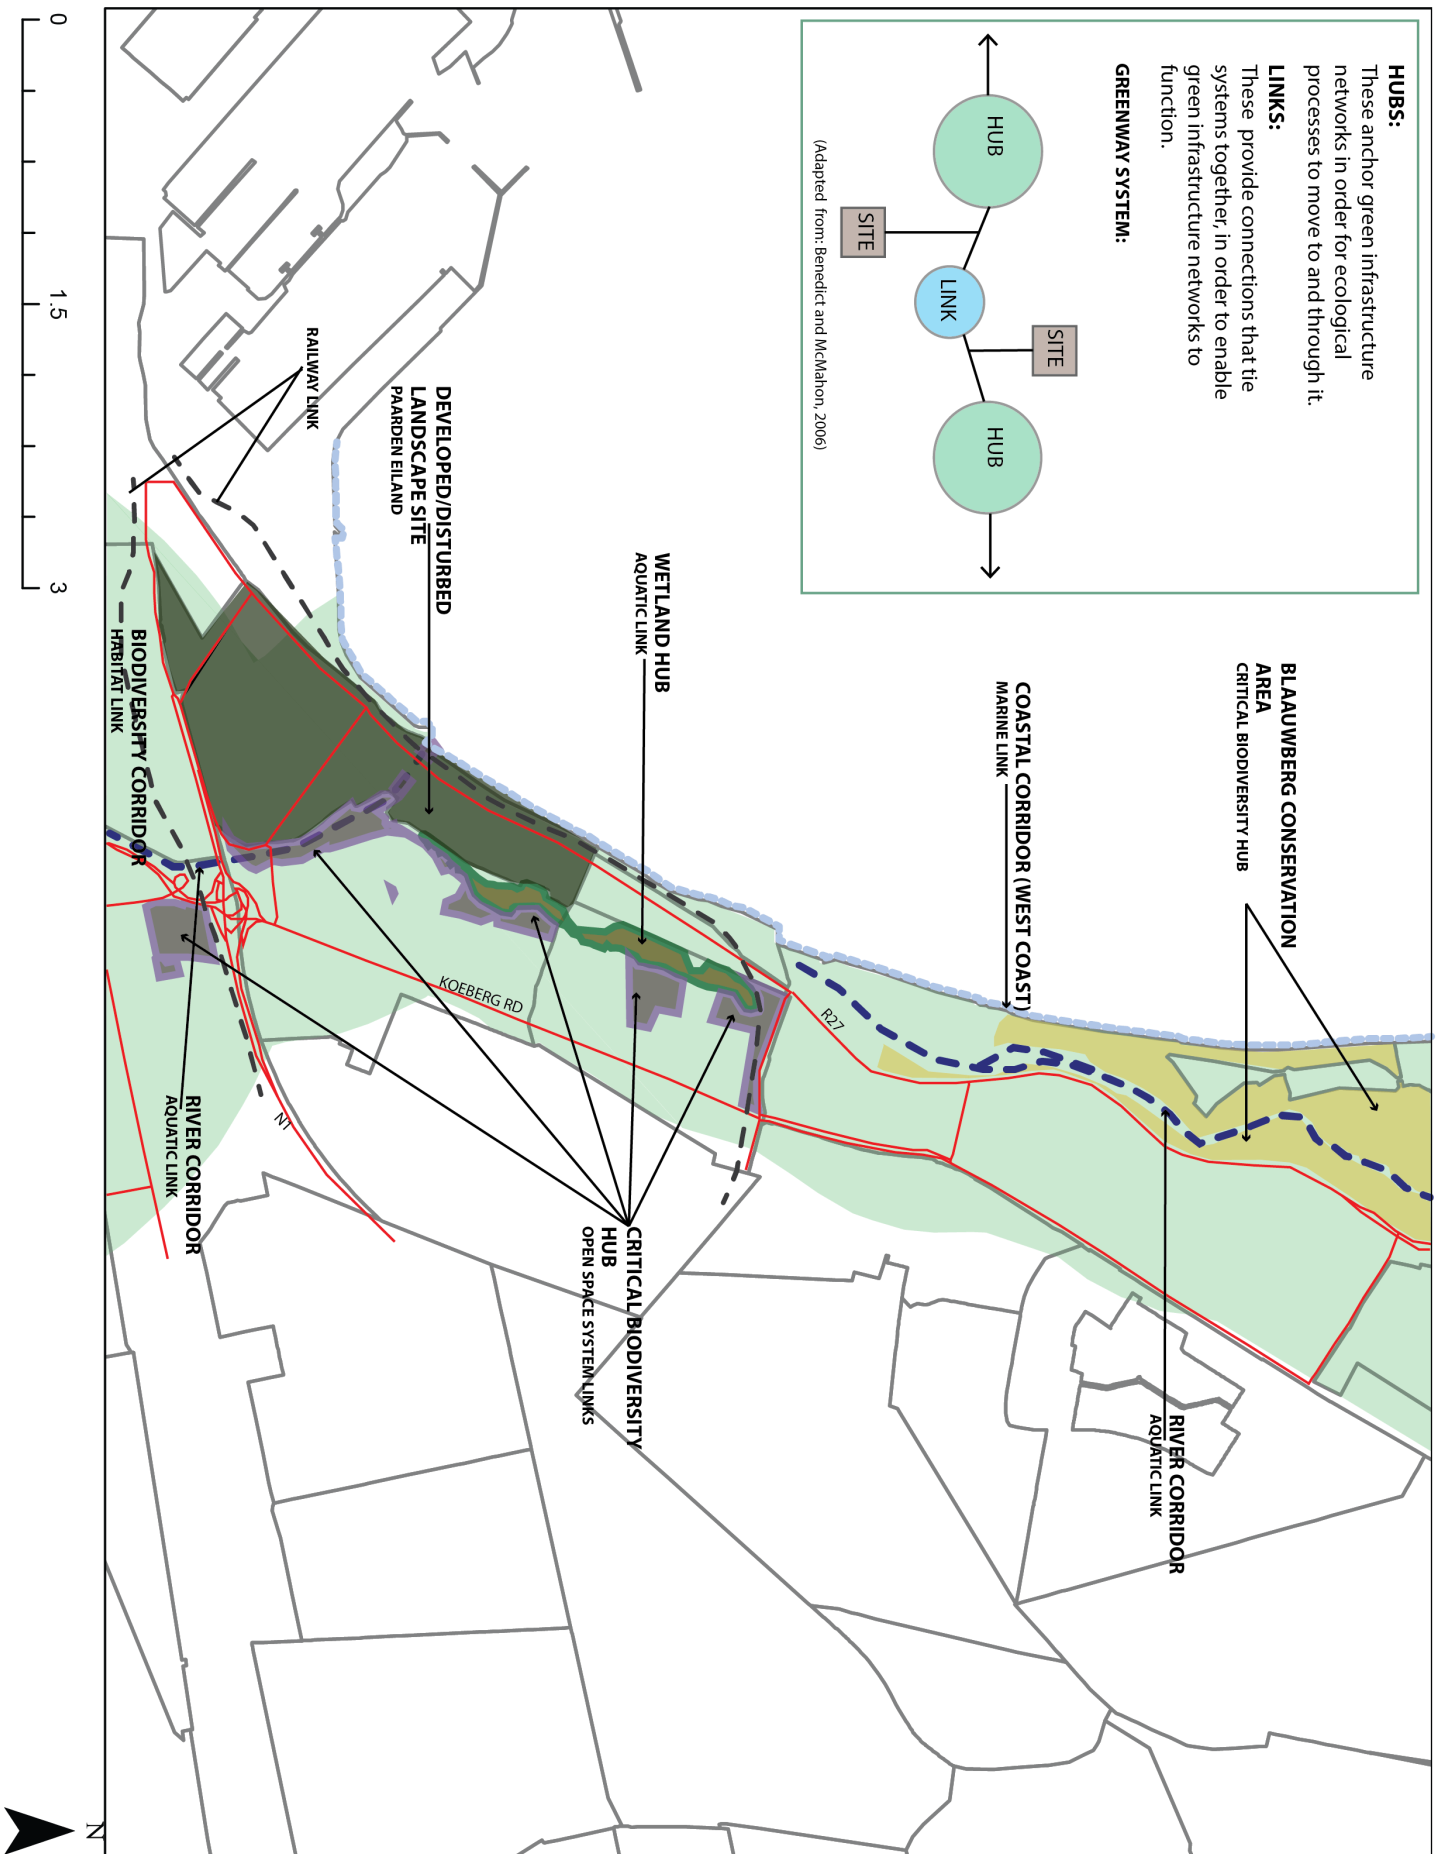 HUBS:
These anchor green infrastructure
networks in order for ecological
processes to move to and through it.
LINKS:
These provide connections that tie
systems together, in order to enable
green infrastructure networks to
function.
GREENWAY SYSTEM:
HUB
SITE
LINK
SITE
HUB
(Adapted from: Benedict and McMahon, 2006)
BLAAUWBERG CONSERVATION
AREA
CRITICAL BIODIVERSITY HUB
COASTAL CORRIDOR (WEST COAST)
MARINE LINK
RIVER CORRIDOR
AQUATIC LINK
R27
WETLAND HUB
AQUATIC LINK
CRITICAL BIODIVERSITY
HUB
OPEN SPACE SYSTEM LINKS
KOEBERG RD
DEVELOPED/DISTURBED
LANDSCAPE SITE
PAARDEN EILAND
RAILWAY LINK
N1
RIVER CORRIDOR
AQUATIC LINK
BIODIVERSITY CORRIDOR
HABITAT LINK
0
1.5
3
N